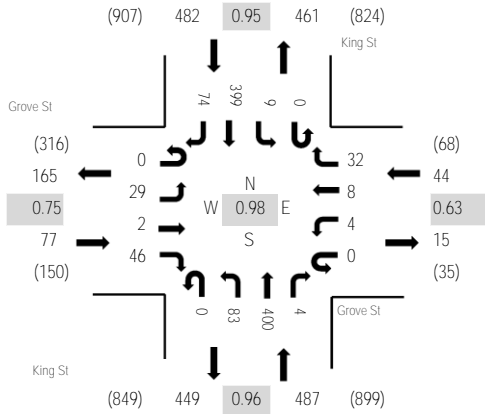 (907) 482 0.95 461 (824)
King St
Grove St
74 399 9 0
(316) (68)
165 0 32 44
29 N 8
0.75 W 0.98 E 0.63
77 2 S 4 15
46 0
(150) (35)
0 83 400 4
Grove St
King St
(849) 449 0.96 487 (899)